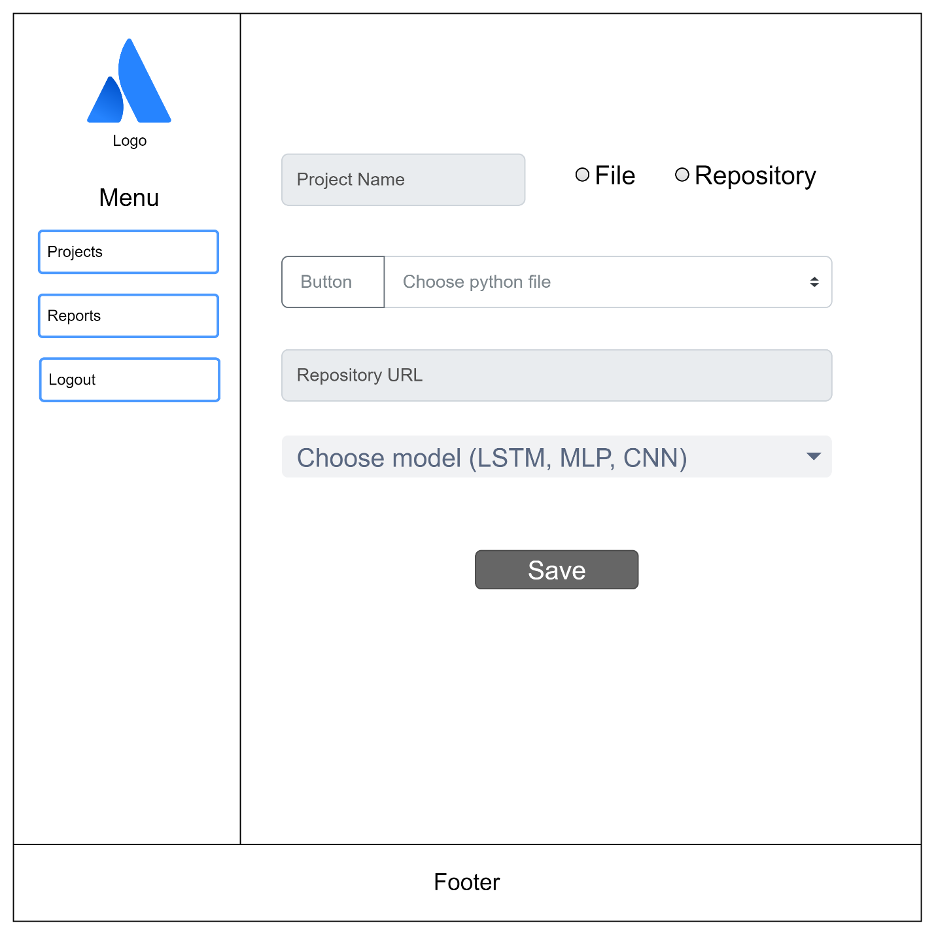 Logo
Menu
Projects
Reports
Logout
Project Name
File
Repository
Button
Choose python file
Repository URL
Choose model (LSTM, MLP, CNN)
Save
Footer